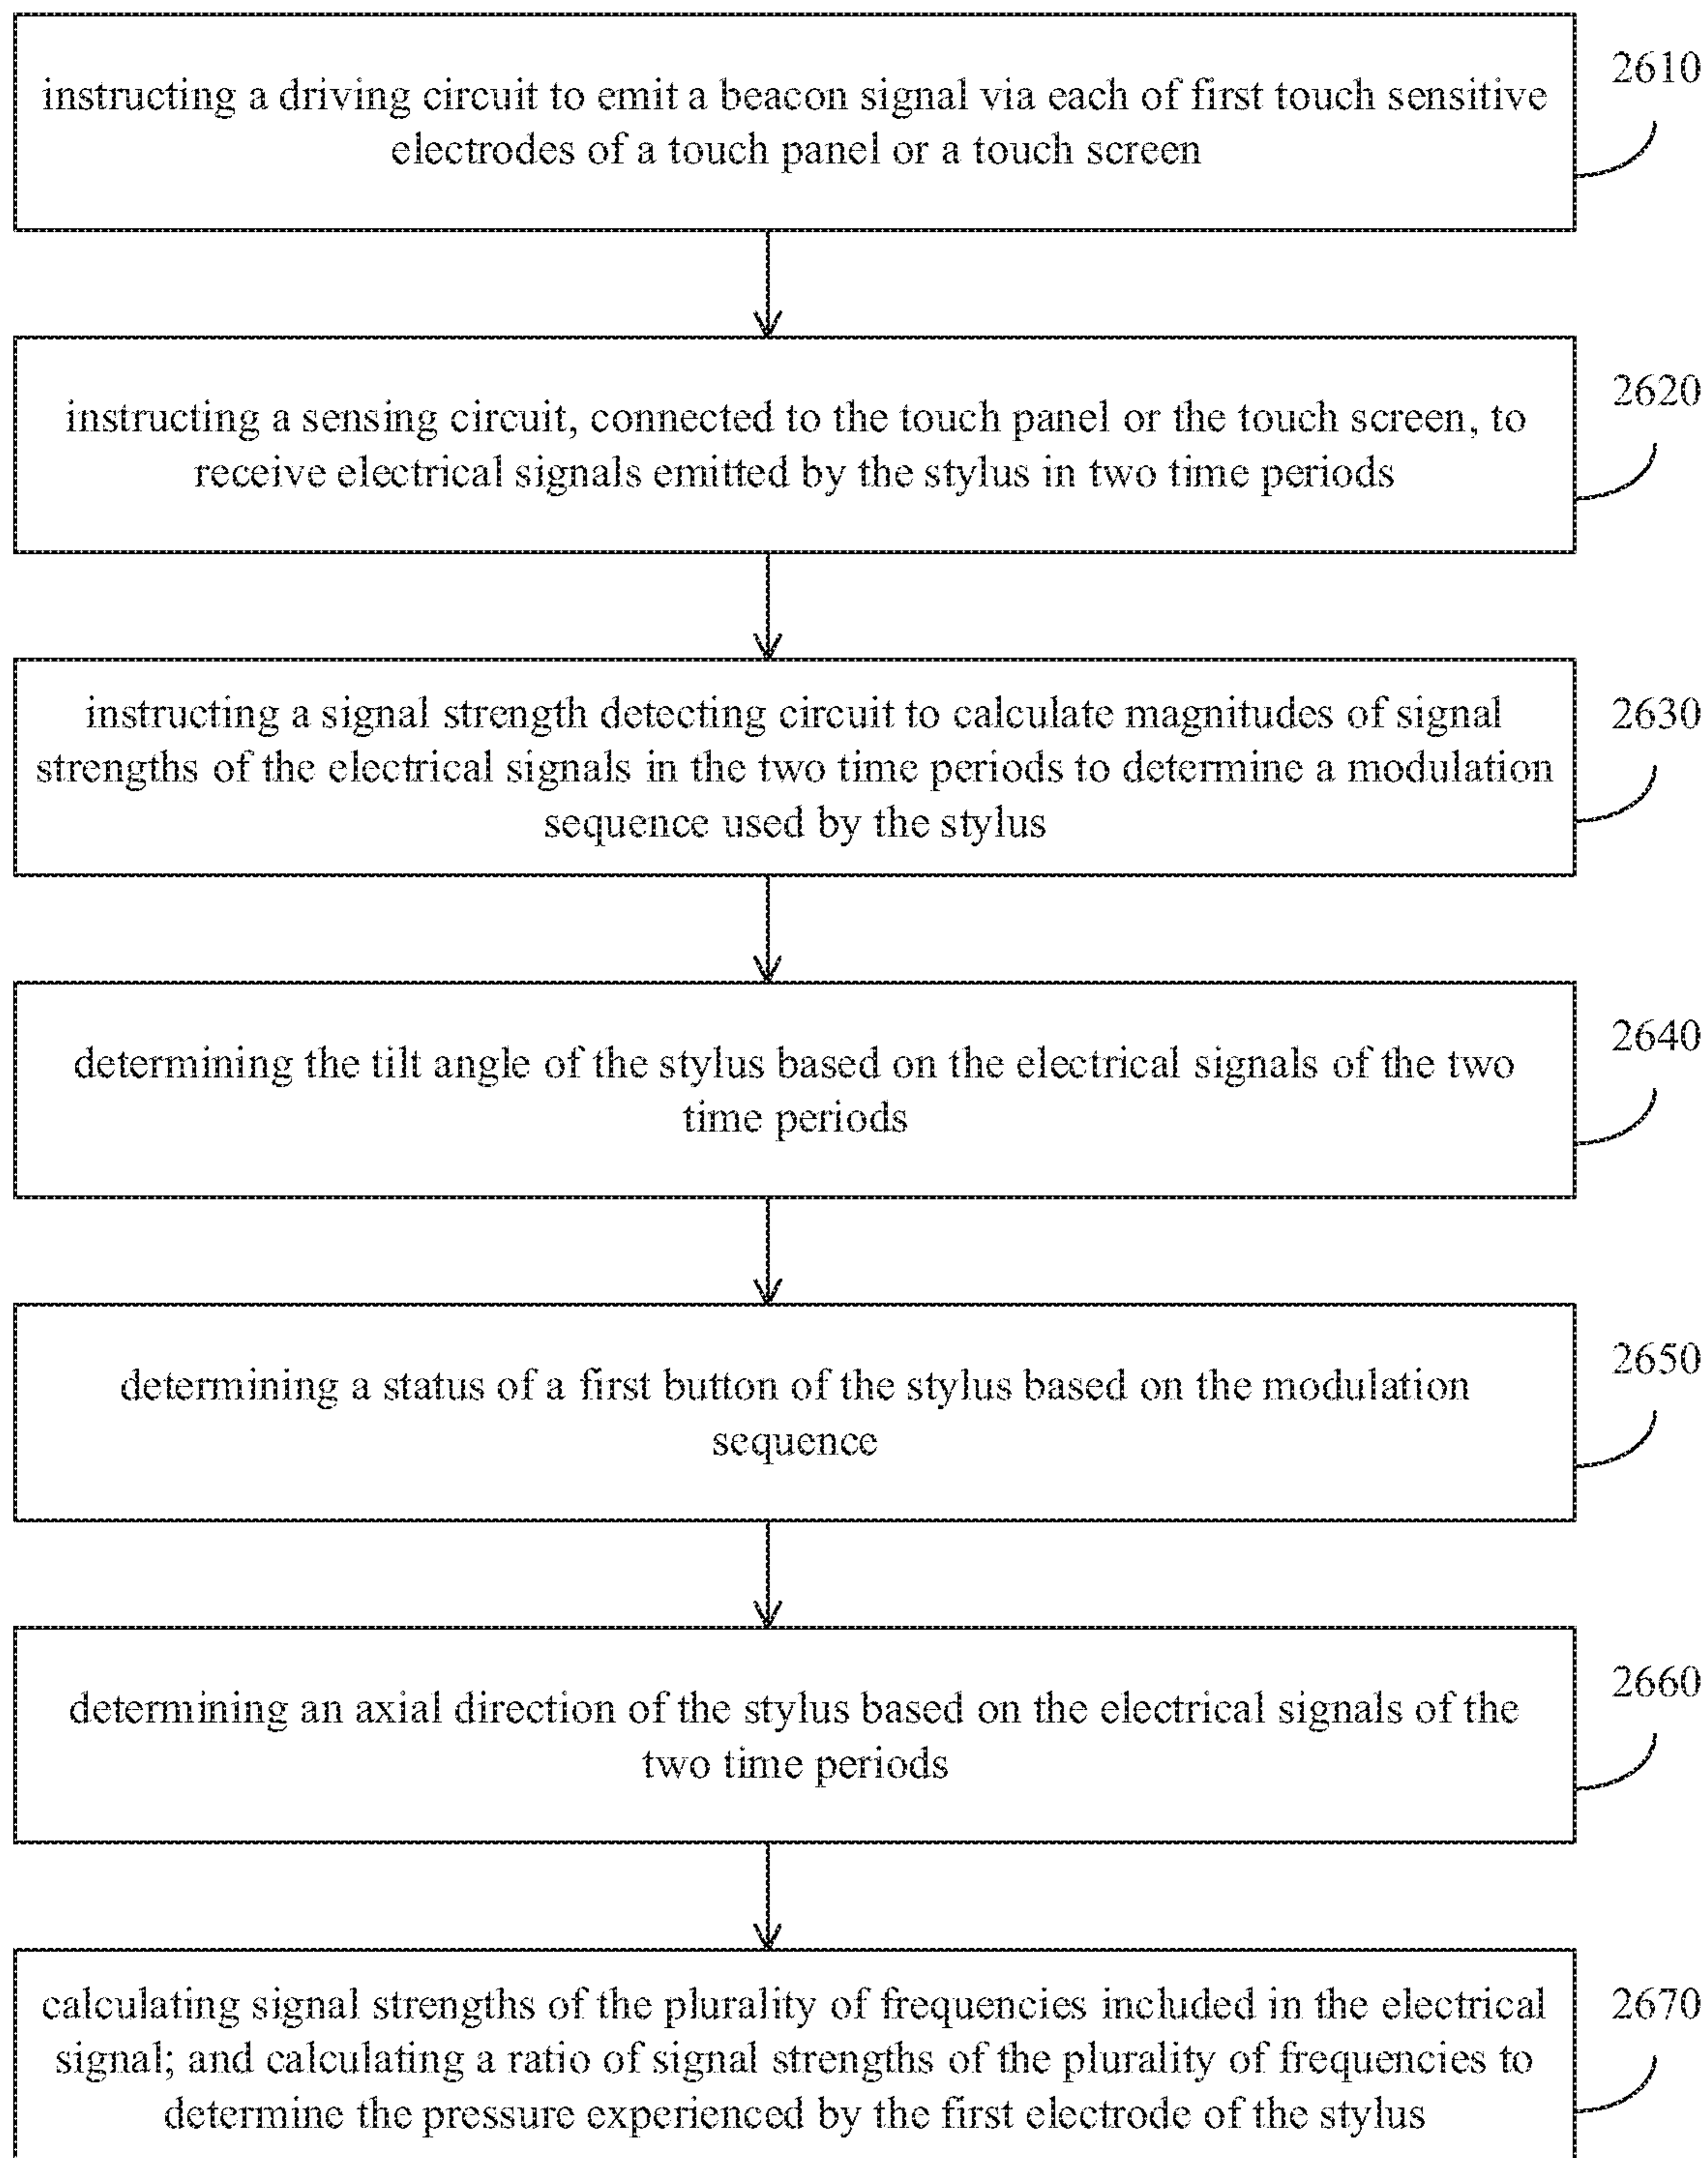 instructing a driving circuit to emit a beacon signal via each of first touch sensitive
electrodes of a touch panel or a touch screen
2610
instructing a sensing circuit, connected to the touch panel or the touch screen, to
receive electrical signals emitted by the stylus in two time periods
2620
instructing a signal strength detecting circuit to calculate magnitudes of signal
strengths of the electrical signals in the two time periods to determine a modulation
sequence used by the stylus
2630
determining the tilt angle of the stylus based on the electrical signals of the two
time periods
2640
determining a status of a first button of the stylus based on the modulation
sequence
2650
determining an axial direction of the stylus based on the electrical signals of the
two time periods
2660
calculating signal strengths of the plurality of frequencies included in the electrical
signal; and calculating a ratio of signal strengths of the plurality of frequencies to
determine the pressure experienced by the first electrode of the stylus
2670